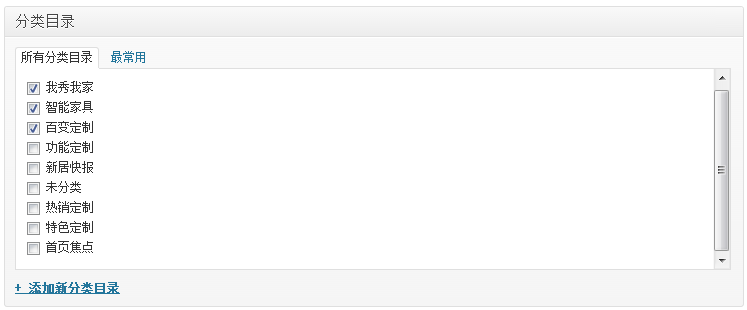 分类目录
所有分类目录 最常用
我秀我家
智能家具
百变定制
功能定制
新居快报
未分类
热销定制
特色定制
首页焦点
+ 添加新分类目录